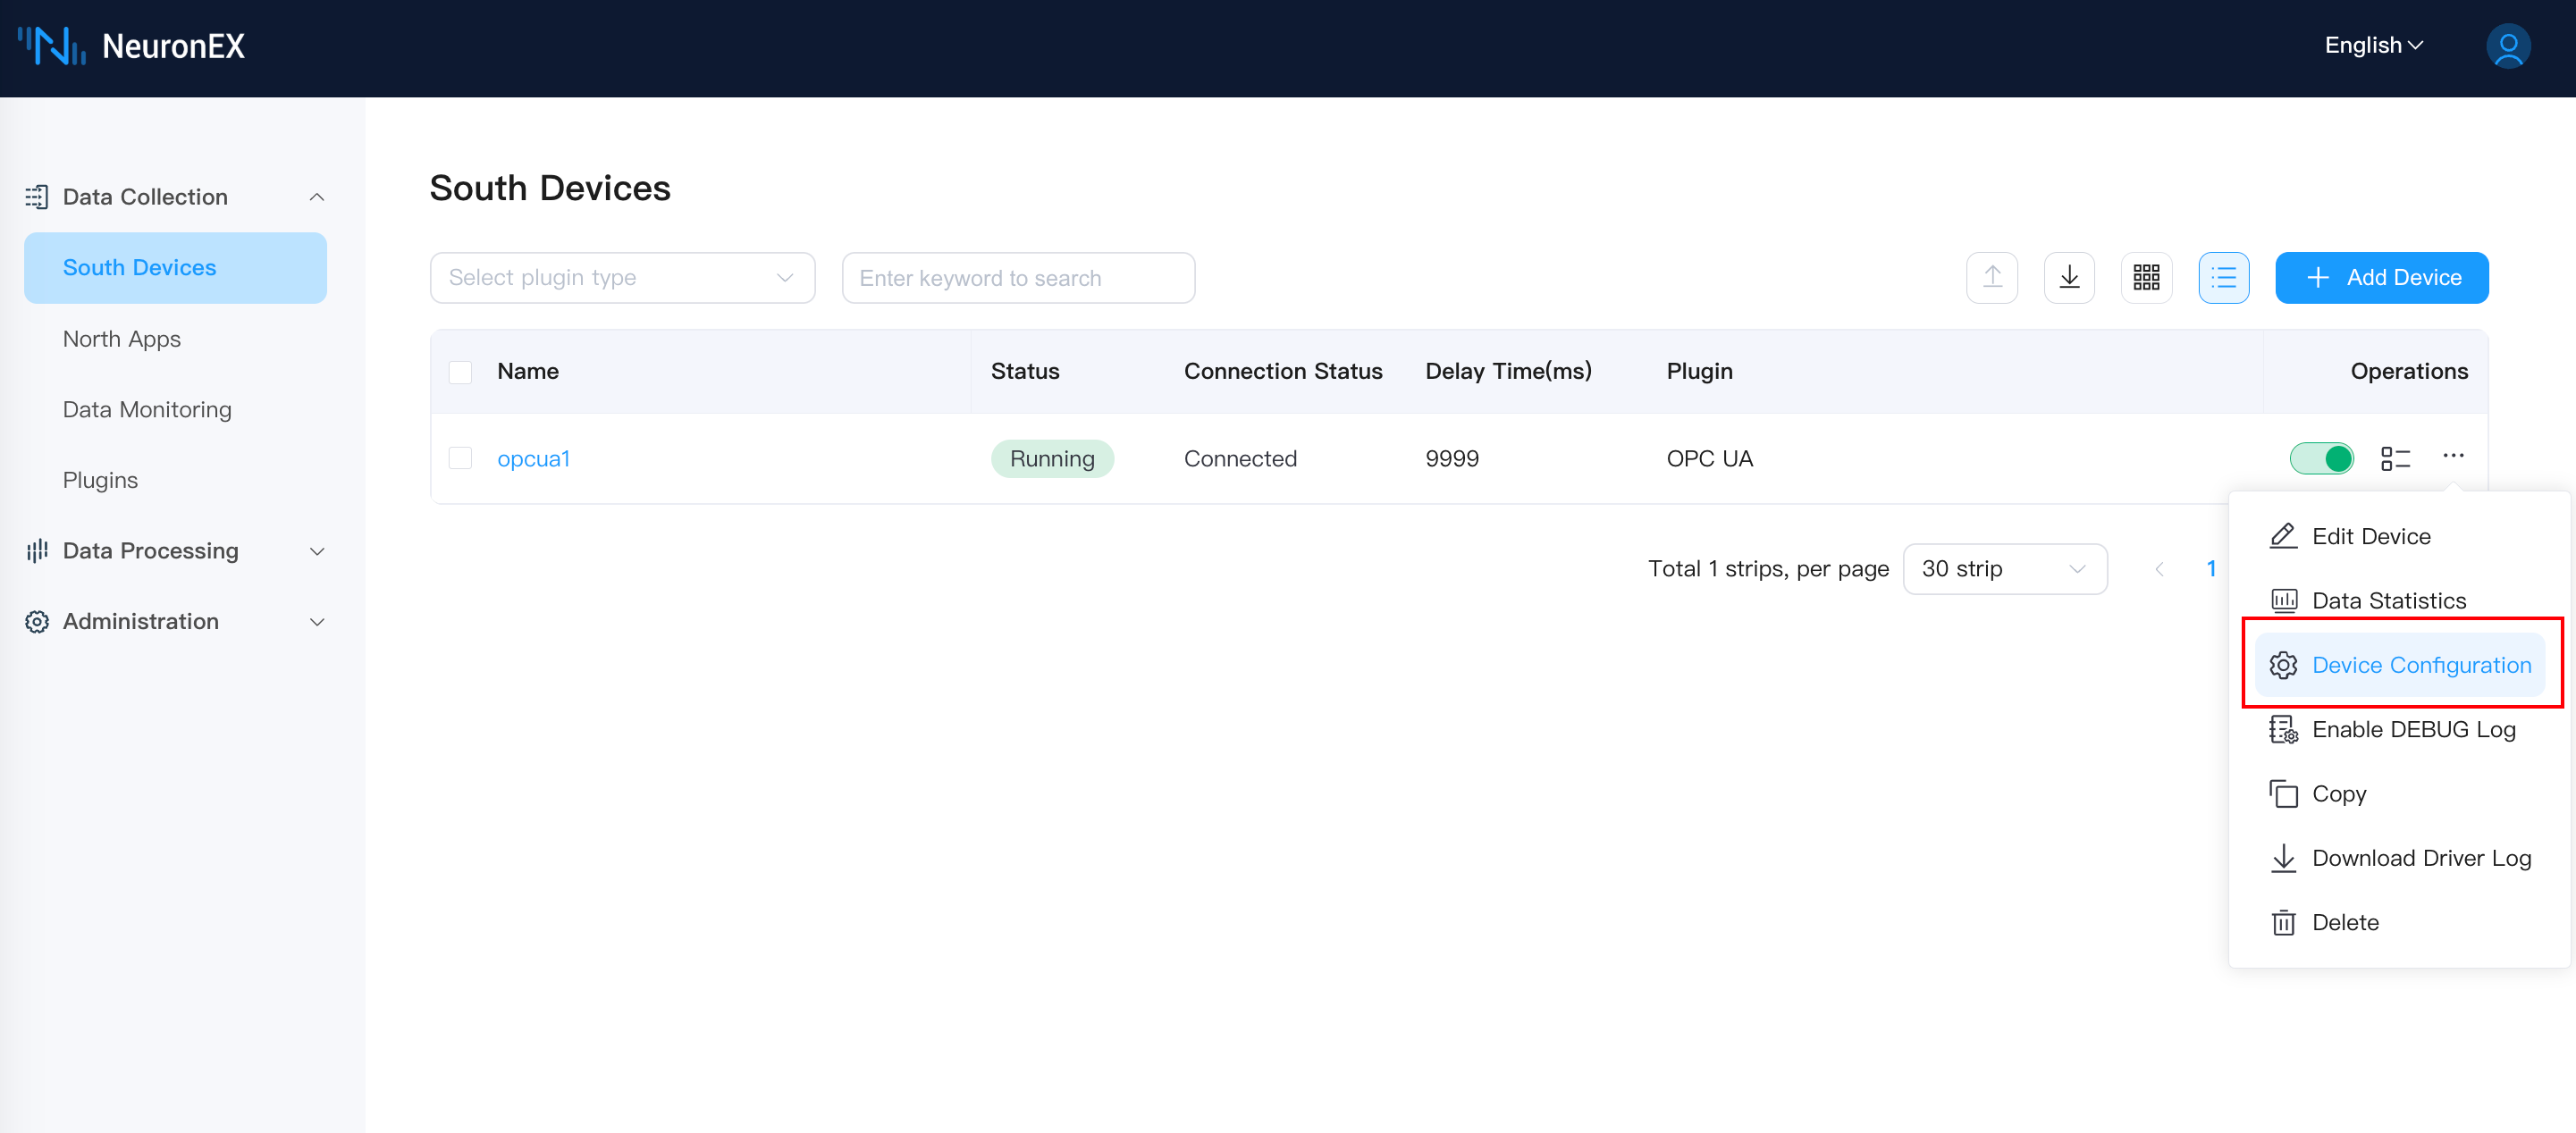 NeuronEX
English
Data Collection
South Devices
North Apps
Data Monitoring
Plugins
Data Processing
Administration
South Devices
Select plugin type
Enter keyword to search
Add Device
Name Status Connection Status Delay Time(ms) Plugin Operations
opcua1 Running Connected 9999 OPC UA
Total 1 strips, per page 30 strip 1
Edit Device
Data Statistics
Device Configuration
Enable DEBUG Log
Copy
Download Driver Log
Delete